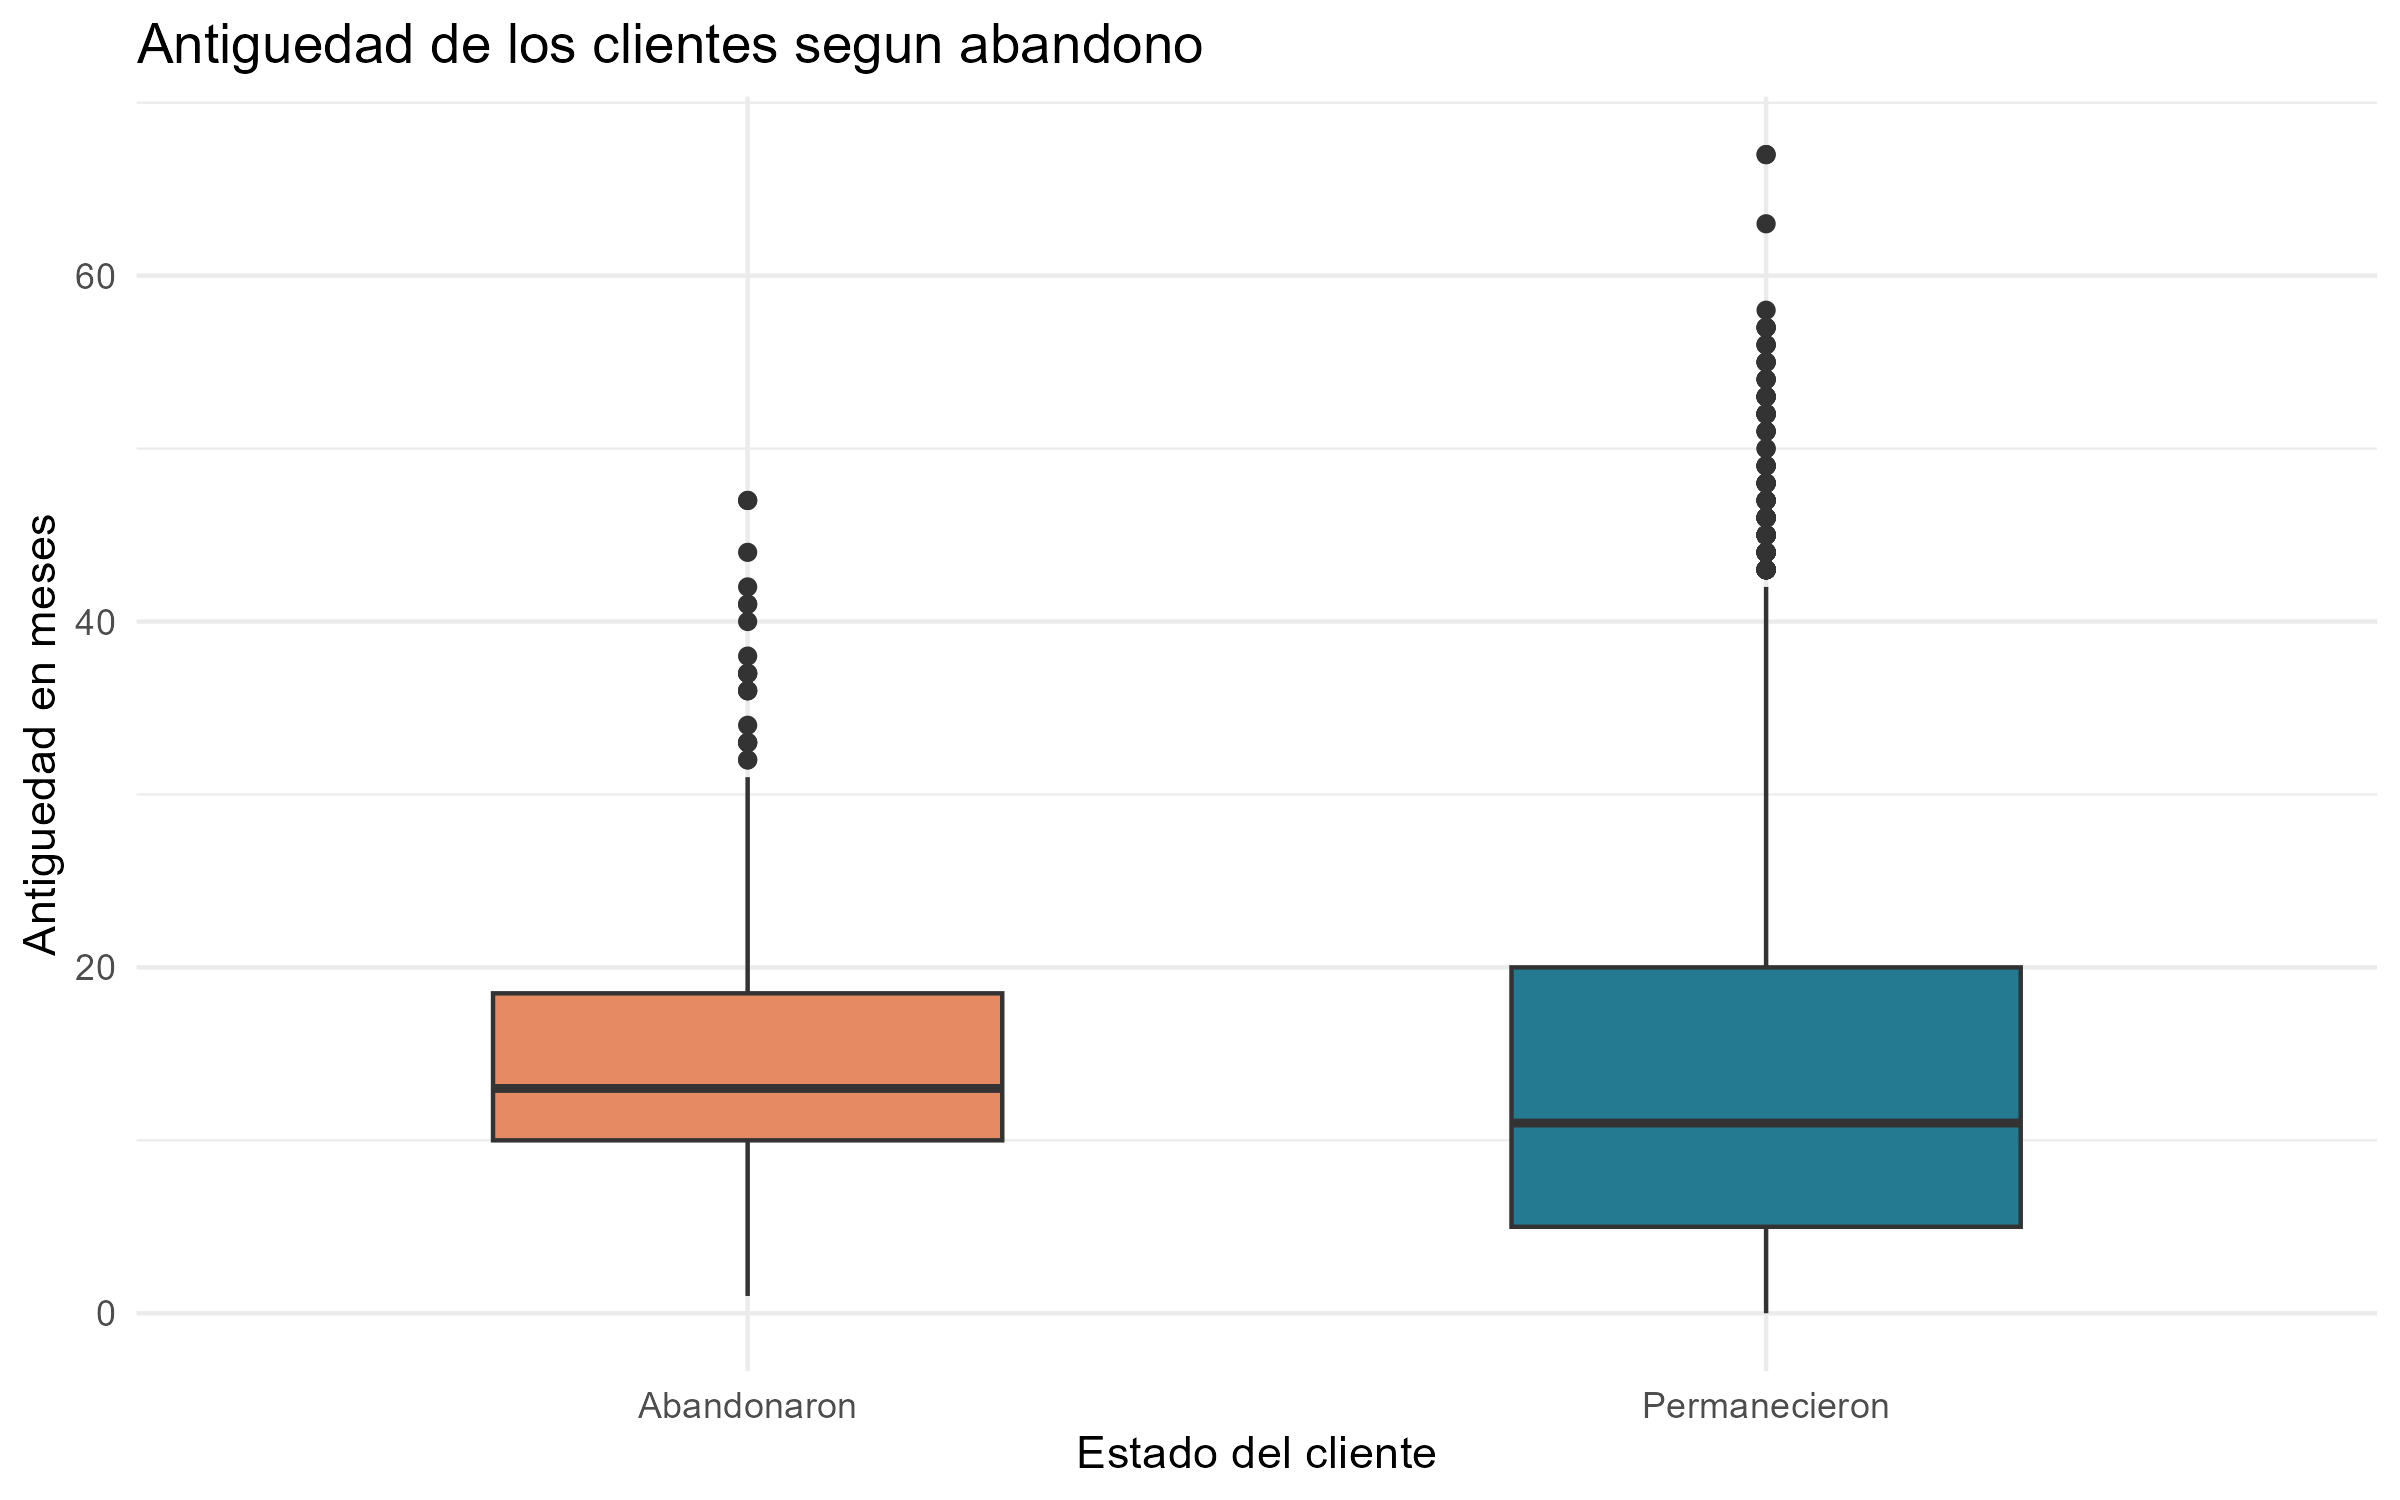 Antiguedad de los clientes segun abandono
Antiguedad en meses
60
40
20
0
Abandonaron
Permanecieron
Estado del cliente